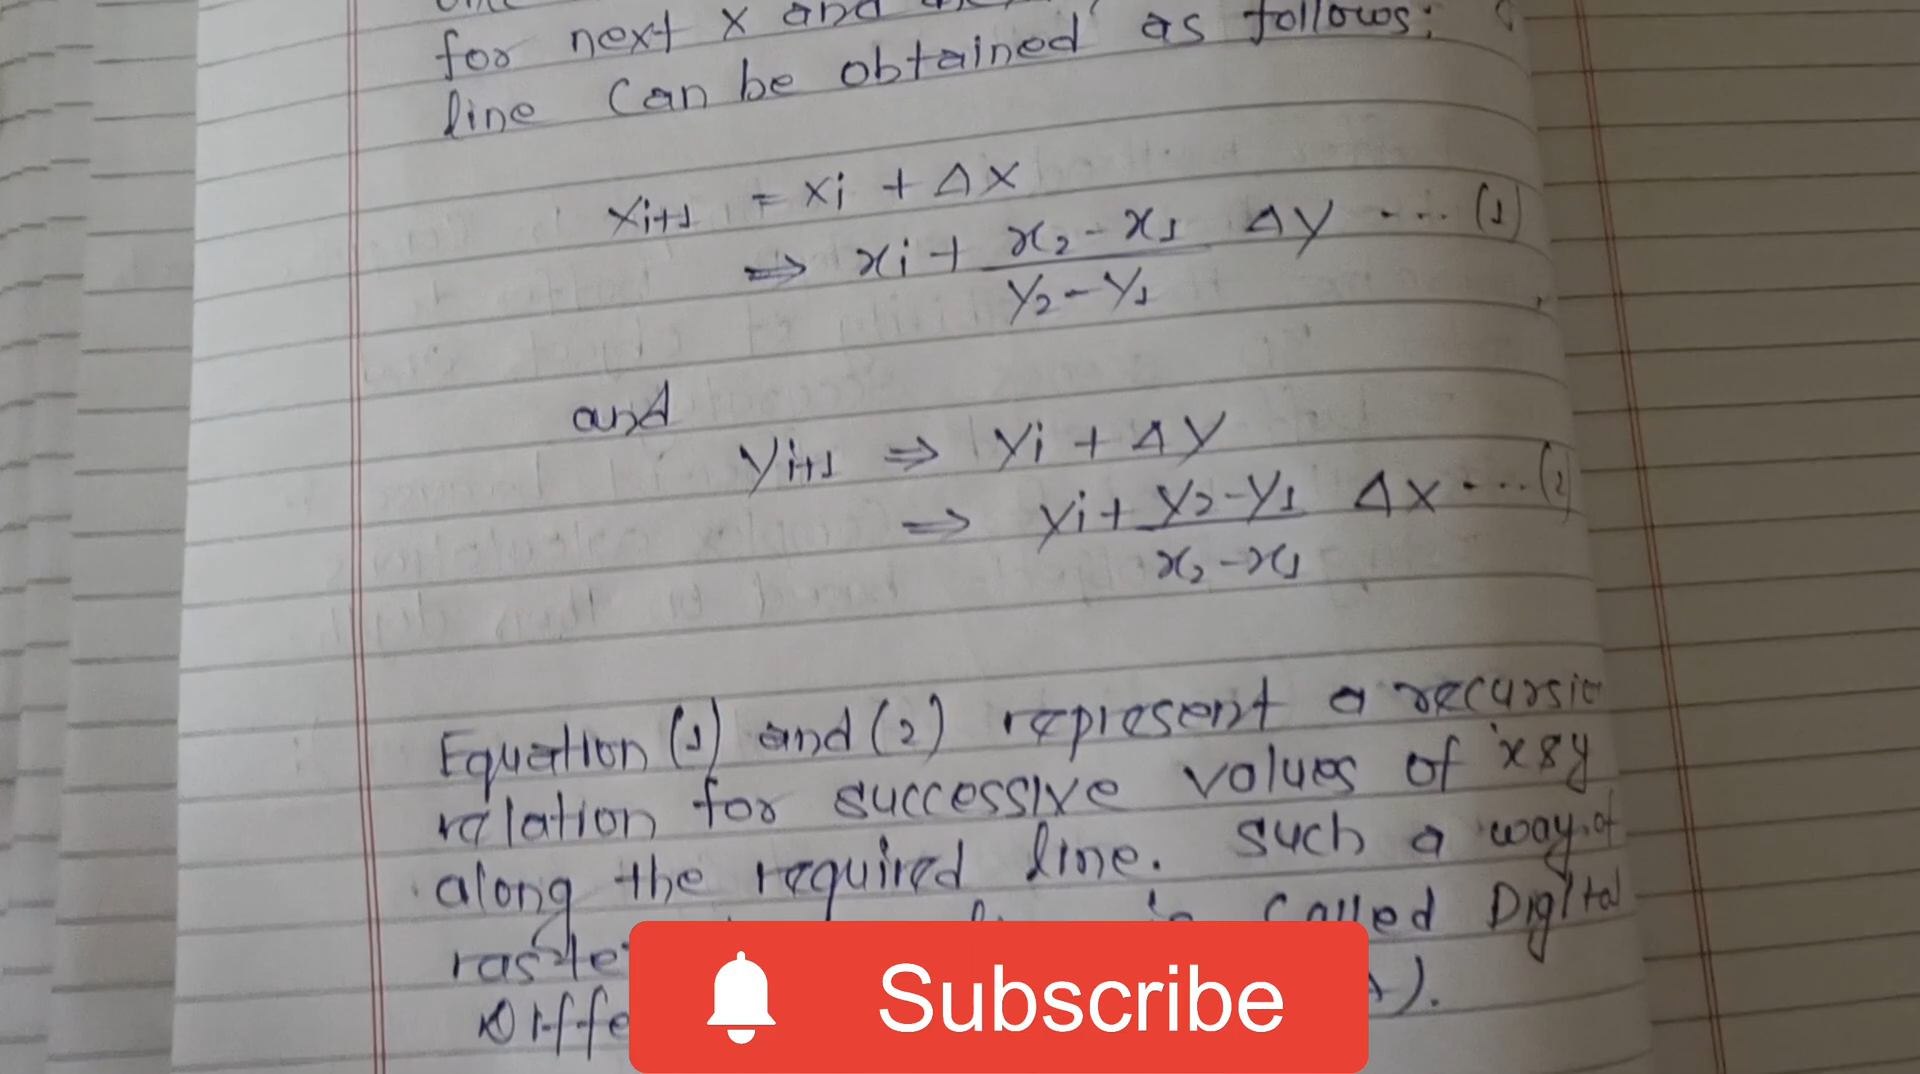 for next x and
line can be obtained as follows:
xi+1 = xi + Δx
⇒ xi + x2-x1 / y2-y1 Δy ... (1)
and
yi+1 ⇒ yi + Δy
⇒ yi + y2-y1 / x2-x1 Δx ... (2)
Equation (1) and (2) represent a recursie
relation for successive values of x & y
along the required line. Such a way of
called Digital
Subscribe